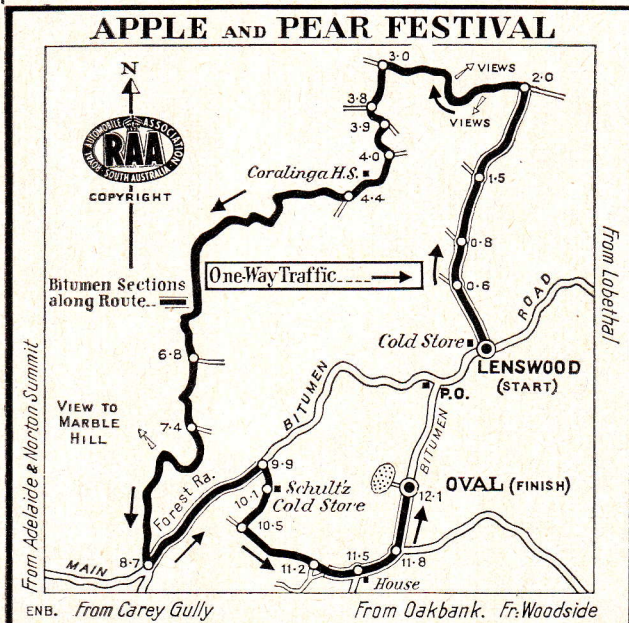 APPLE AND PEAR FESTIVAL
N
ROYAL AUTOMOBILE ASSOCIATION
RAA
SOUTH AUSTRALIA
COPYRIGHT
3.0
VIEWS
2.0
3.8
VIEWS
3.9
4.0
1.5
Coralinga H.S.
4.4
0.8
One-Way Traffic
Bitumen Sections
along Route
0.6
ROAD
From Lobethal
Cold Store
LENSWOOD
(START)
6.8
P.O.
BITUMEN
VIEW TO
MARBLE
HILL
7.4
BITUMEN
From Adelaide & Norton Summit
9.9
Forest Ra.
10.1
Schultz
Cold Store
OVAL (FINISH)
12.1
10.5
8.7
MAIN
11.2
11.5
11.8
House
ENB. From Carey Gully
From Oakbank. Fr: Woodside